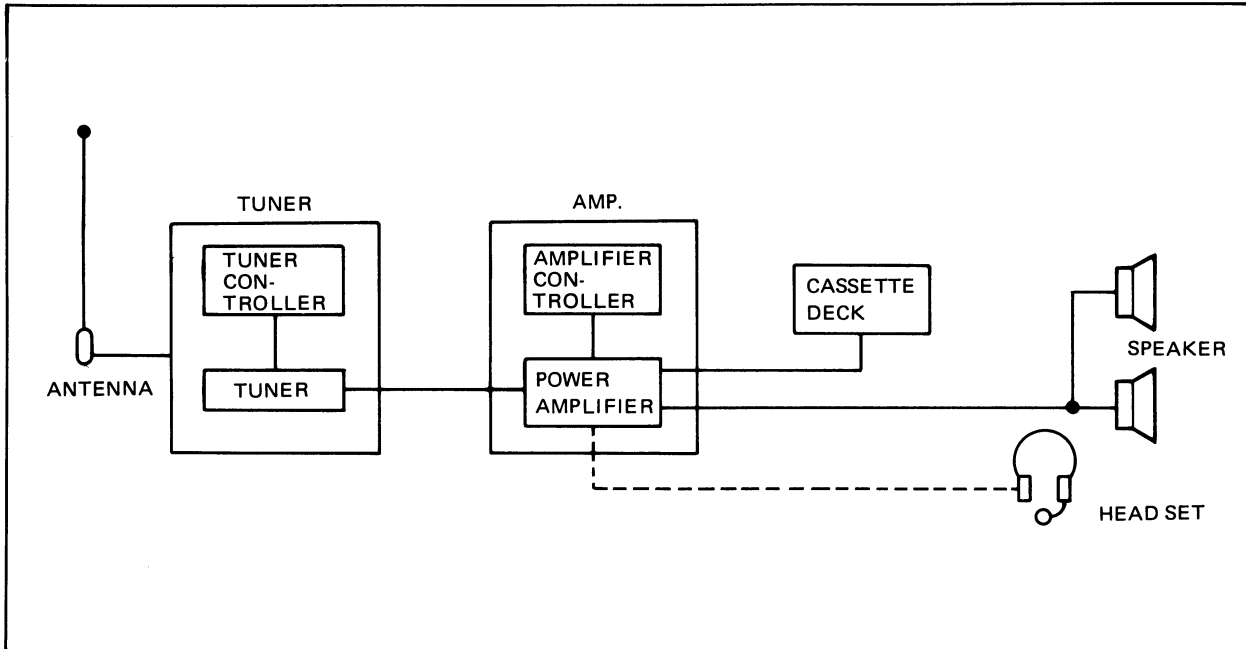 TUNER
AMP.
TUNER
CON-
TROLLER
AMPLIFIER
CON-
TROLLER
CASSETTE
DECK
SPEAKER
ANTENNA
TUNER
POWER
AMPLIFIER
HEAD SET